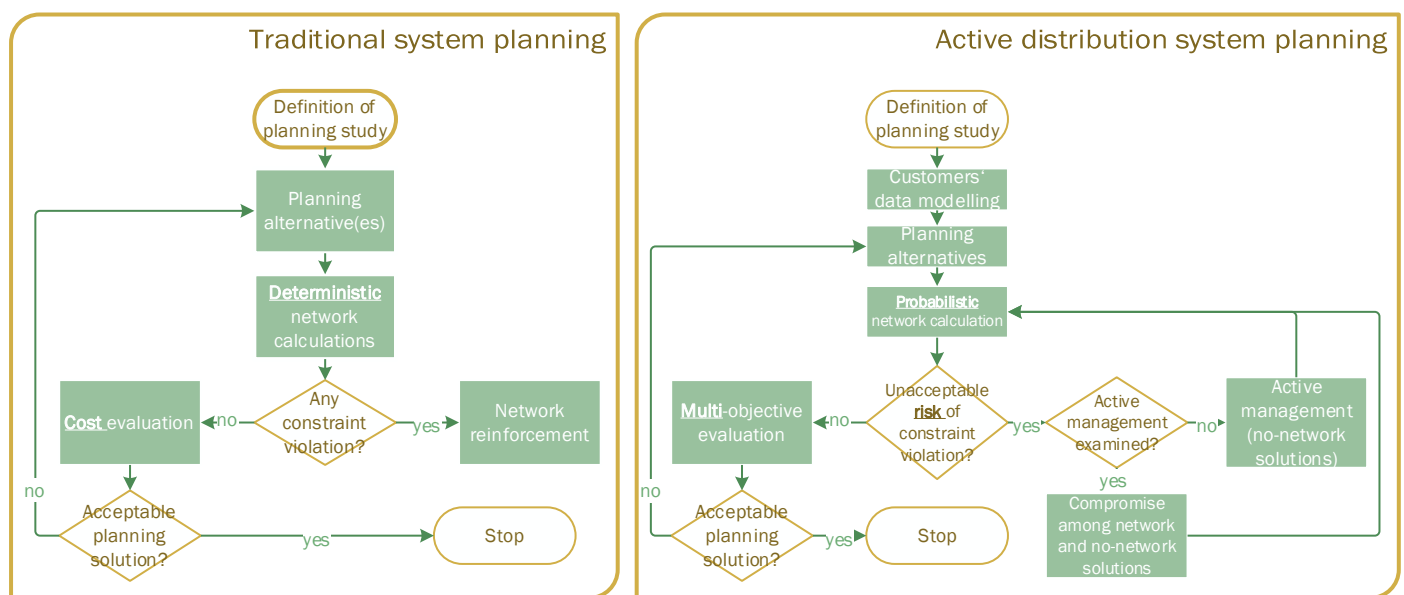 Traditional system planning
Definition of
planning study
Planning
alternative(es)
Deterministic
network
calculations
Any
constraint
violation?
no
yes
Cost evaluation
Network
reinforcement
no
Acceptable
planning
solution?
yes
Stop
Active distribution system planning
Definition of
planning study
Customers‘
data modelling
Planning
alternatives
Probabilistic
network calculation
Unacceptable
risk of
constraint
violation?
no
yes
Multi-objective
evaluation
Active
management
examined?
no
Active
management
(no-network
solutions)
yes
Compromise
among network
and no-network
solutions
no
Acceptable
planning
solution?
yes
Stop